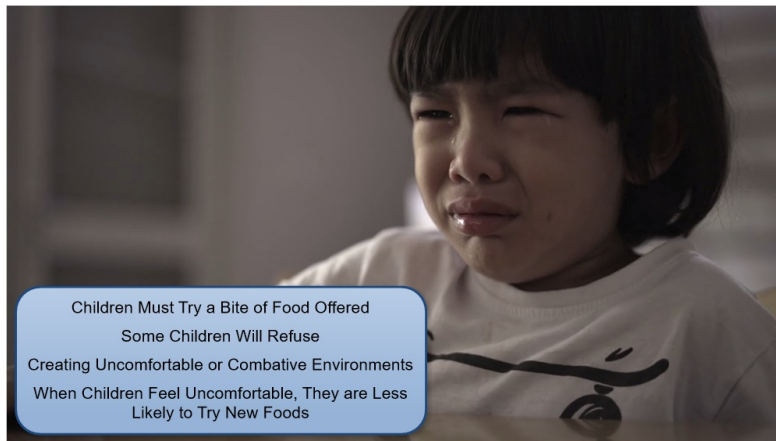 Children Must Try a Bite of Food Offered
Some Children Will Refuse
Creating Uncomfortable or Combative Environments
When Children Feel Uncomfortable, They are Less
Likely to Try New Foods